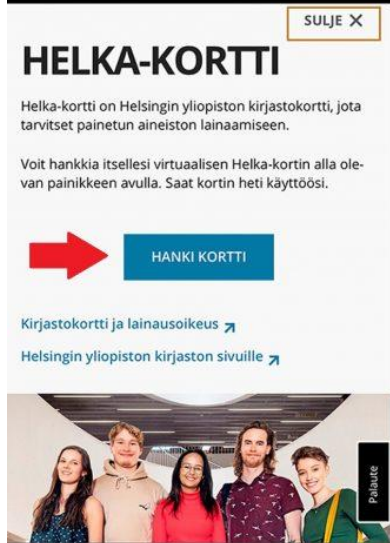 SULJE X
HELKA-KORTTI
Helka-kortti on Helsingin yliopiston kirjastokortti, jota
tarvitset painetun aineiston lainaamiseen.
Voit hankkia itsellesi virtuaalisen Helka-kortin alla ole-
van painikkeen avulla. Saat kortin heti käyttöösi.
HANKI KORTTI
Kirjastokortti ja lainausoikeus
Helsingin yliopiston kirjaston sivuille
Palaute